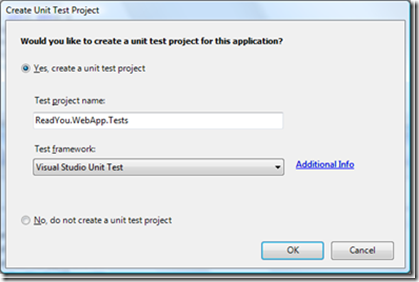 Create Unit Test Project
Would you like to create a unit test project for this application?
Yes, create a unit test project
Test project name:
ReadYou.WebApp.Tests
Test framework:
Visual Studio Unit Test
Additional Info
No, do not create a unit test project
OK Cancel